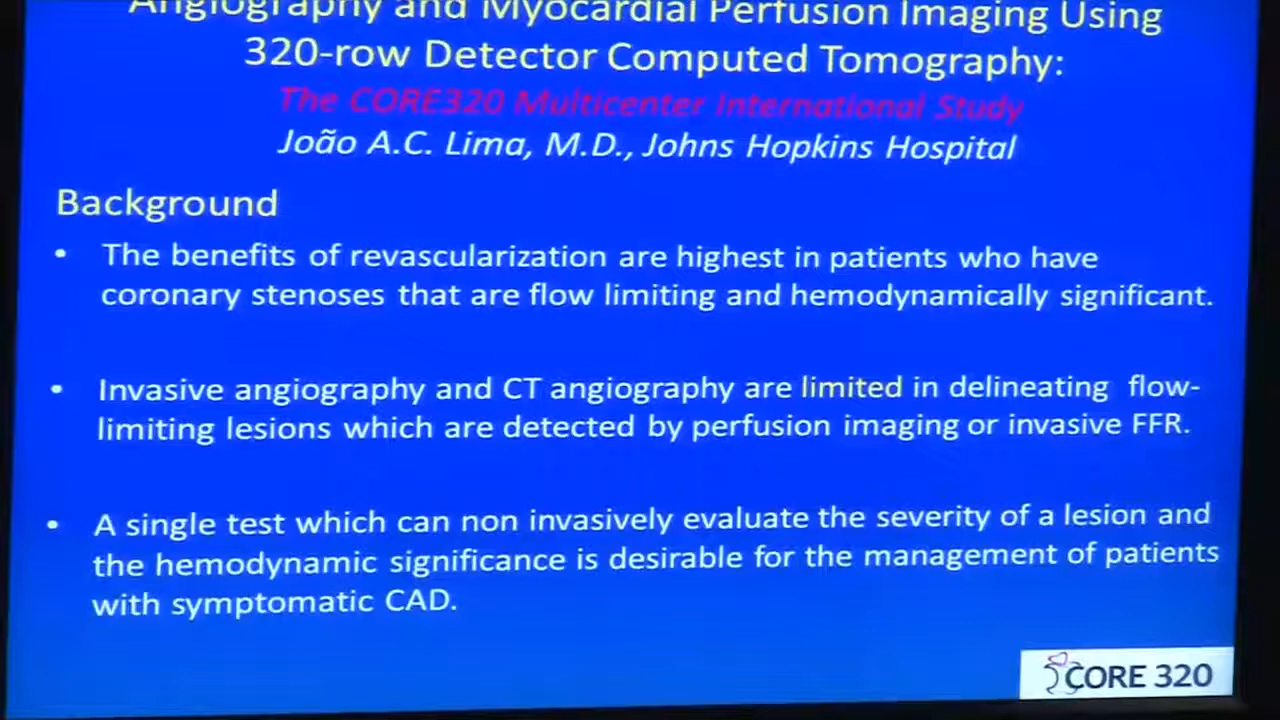 Angiography and Myocardial Perfusion Imaging Using
320-row Detector Computed Tomography:
The CORE320 Multicenter International Study
João A.C. Lima, M.D., Johns Hopkins Hospital
Background
• The benefits of revascularization are highest in patients who have
coronary stenoses that are flow limiting and hemodynamically significant.
• Invasive angiography and CT angiography are limited in delineating flow-
limiting lesions which are detected by perfusion imaging or invasive FFR.
• A single test which can non invasively evaluate the severity of a lesion and
the hemodynamic significance is desirable for the management of patients
with symptomatic CAD.
CORE 320